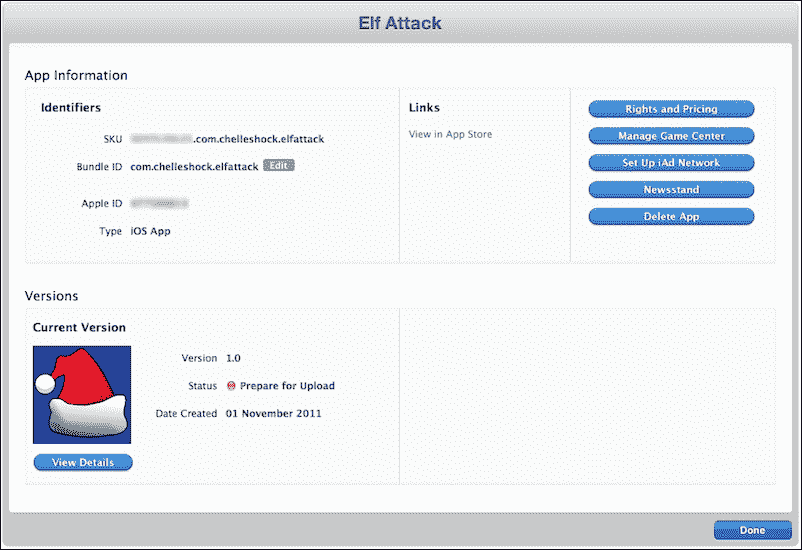 Elf Attack
App Information
Identifiers
SKU .com.chelleshock.elfattack
Bundle ID com.chelleshock.elfattack Edit
Apple ID
Type iOS App
Links
View in App Store
Rights and Pricing
Manage Game Center
Set Up iAd Network
Newsstand
Delete App
Versions
Current Version
Version 1.0
Status Prepare for Upload
Date Created 01 November 2011
View Details
Done